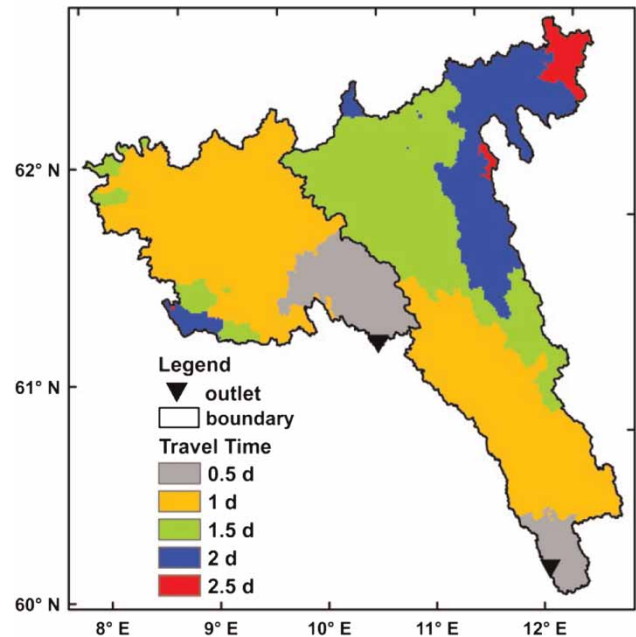 62° N
61° N
60° N
Legend
outlet
boundary
Travel Time
0.5 d
1 d
1.5 d
2 d
2.5 d
8° E 9° E 10° E 11° E 12° E